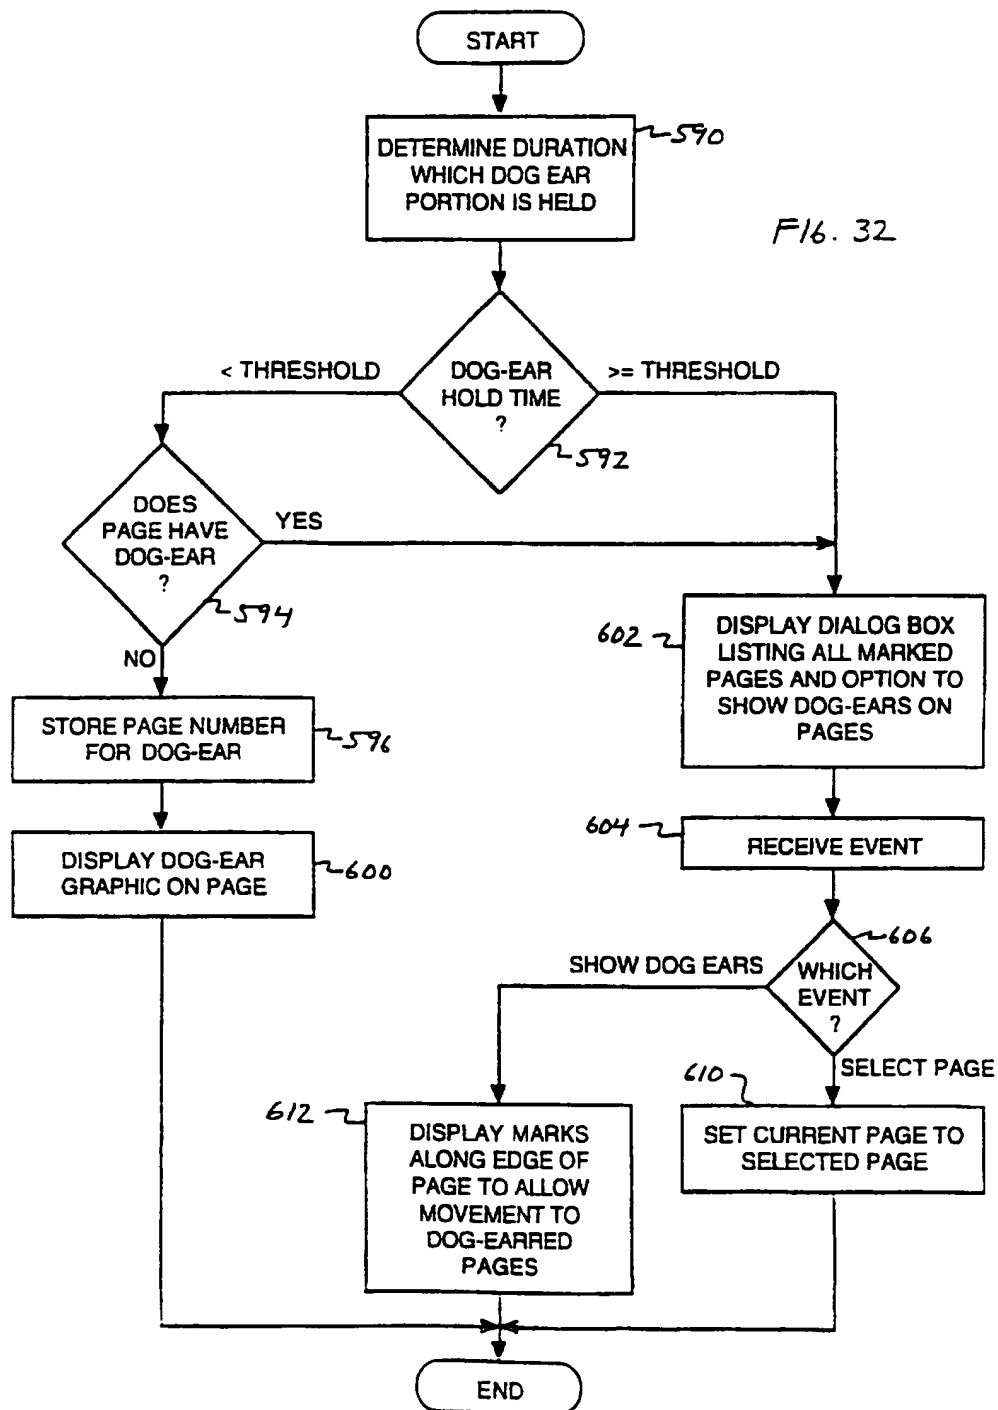 START
DETERMINE DURATION
WHICH DOG EAR
PORTION IS HELD
590
FIG. 32
< THRESHOLD
DOG-EAR
HOLD TIME
?
>= THRESHOLD
592
DOES
PAGE HAVE
DOG-EAR
?
YES
594
NO
602
DISPLAY DIALOG BOX
LISTING ALL MARKED
PAGES AND OPTION TO
SHOW DOG-EARS ON
PAGES
STORE PAGE NUMBER
FOR DOG-EAR
596
604
RECEIVE EVENT
DISPLAY DOG-EAR
GRAPHIC ON PAGE
600
606
SHOW DOG EARS
WHICH
EVENT
?
SELECT PAGE
610
612
DISPLAY MARKS
ALONG EDGE OF
PAGE TO ALLOW
MOVEMENT TO
DOG-EARRED
PAGES
SET CURRENT PAGE TO
SELECTED PAGE
END